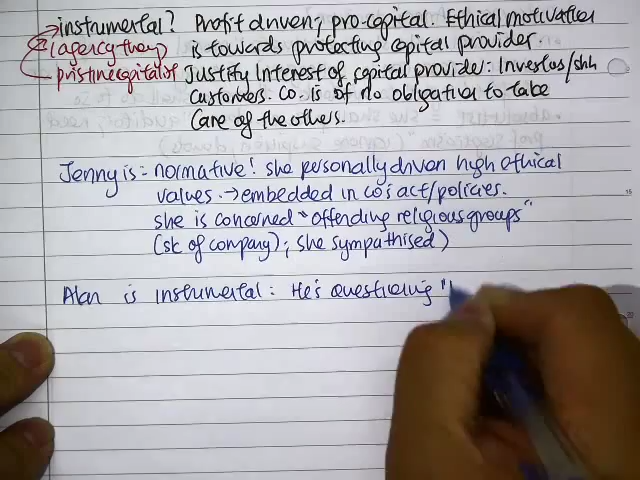 instrumental? Profit driven; pro-capital. Ethical motivation
(agency theory) is towards protecting capital provider.
pristine capitalist Justify Interest of capital provider: Investors/shh
Customers. Co. is of no obligation to take
Care of the others.
Jenny is = normative! she personally driven high ethical
values. → embedded in co's act/policies.
she is concerned "offending religious groups"
(sk of company); she sympathised)
Alan is instrumental: He's questioning "